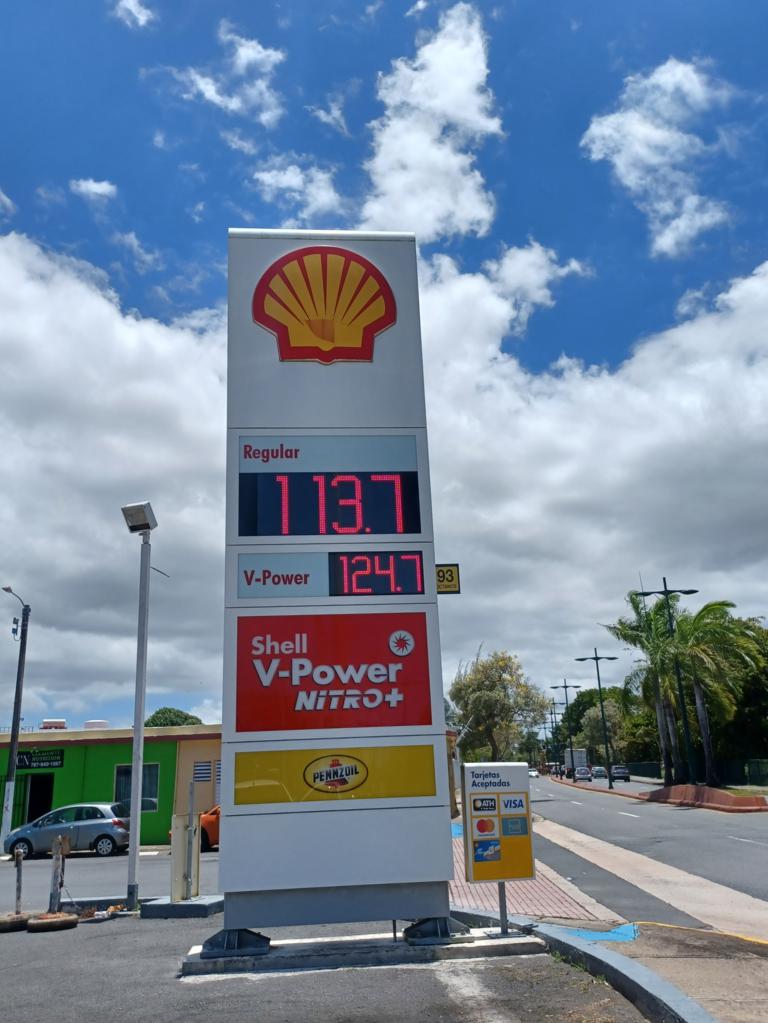 Regular
113.7
V-Power
124.7
93
Shell
V-Power
NiTRO+
PENNZOIL
Tarjetas
Aceptadas
ATH
VISA